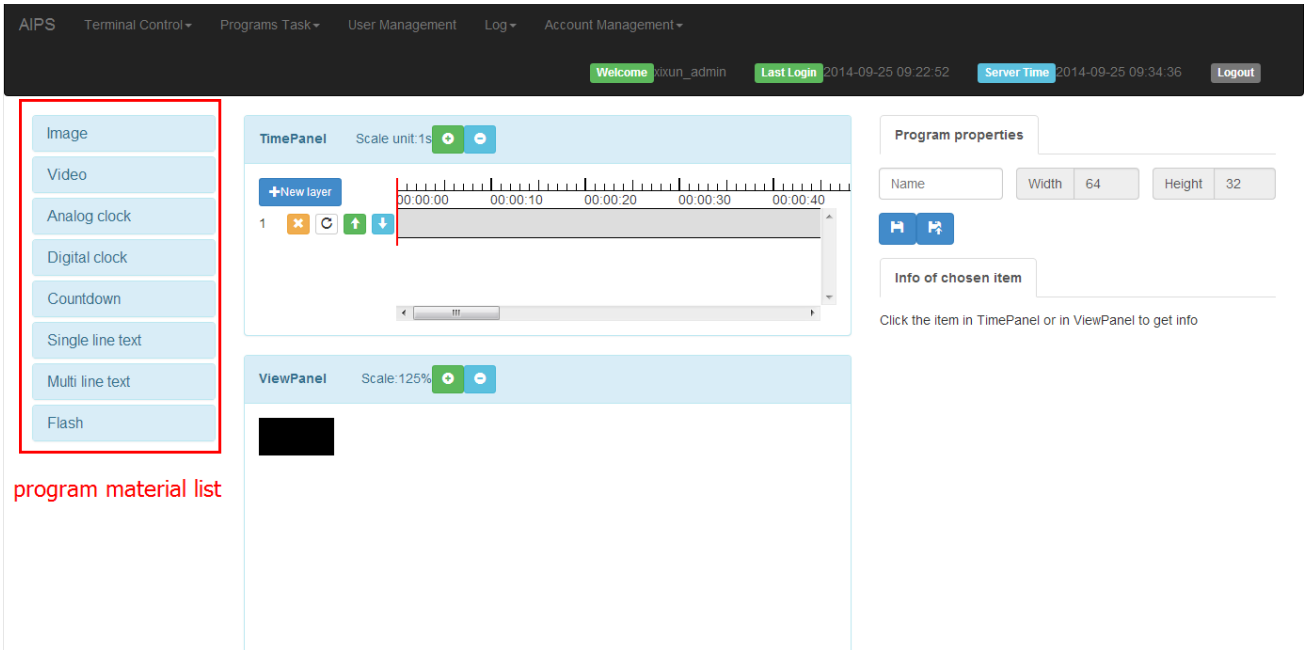 AIPS Terminal Control Programs Task User Management Log Account Management
Welcome xixun_admin Last Login 2014-09-25 09:22:52 Server Time 2014-09-25 09:34:36 Logout
Image
Video
Analog clock
Digital clock
Countdown
Single line text
Multi line text
Flash
program material list
TimePanel Scale unit:1s
New layer
00:00:00 00:00:10 00:00:20 00:00:30 00:00:40
1
ViewPanel Scale:125%
Program properties
Name Width 64 Height 32
Info of chosen item
Click the item in TimePanel or in ViewPanel to get info